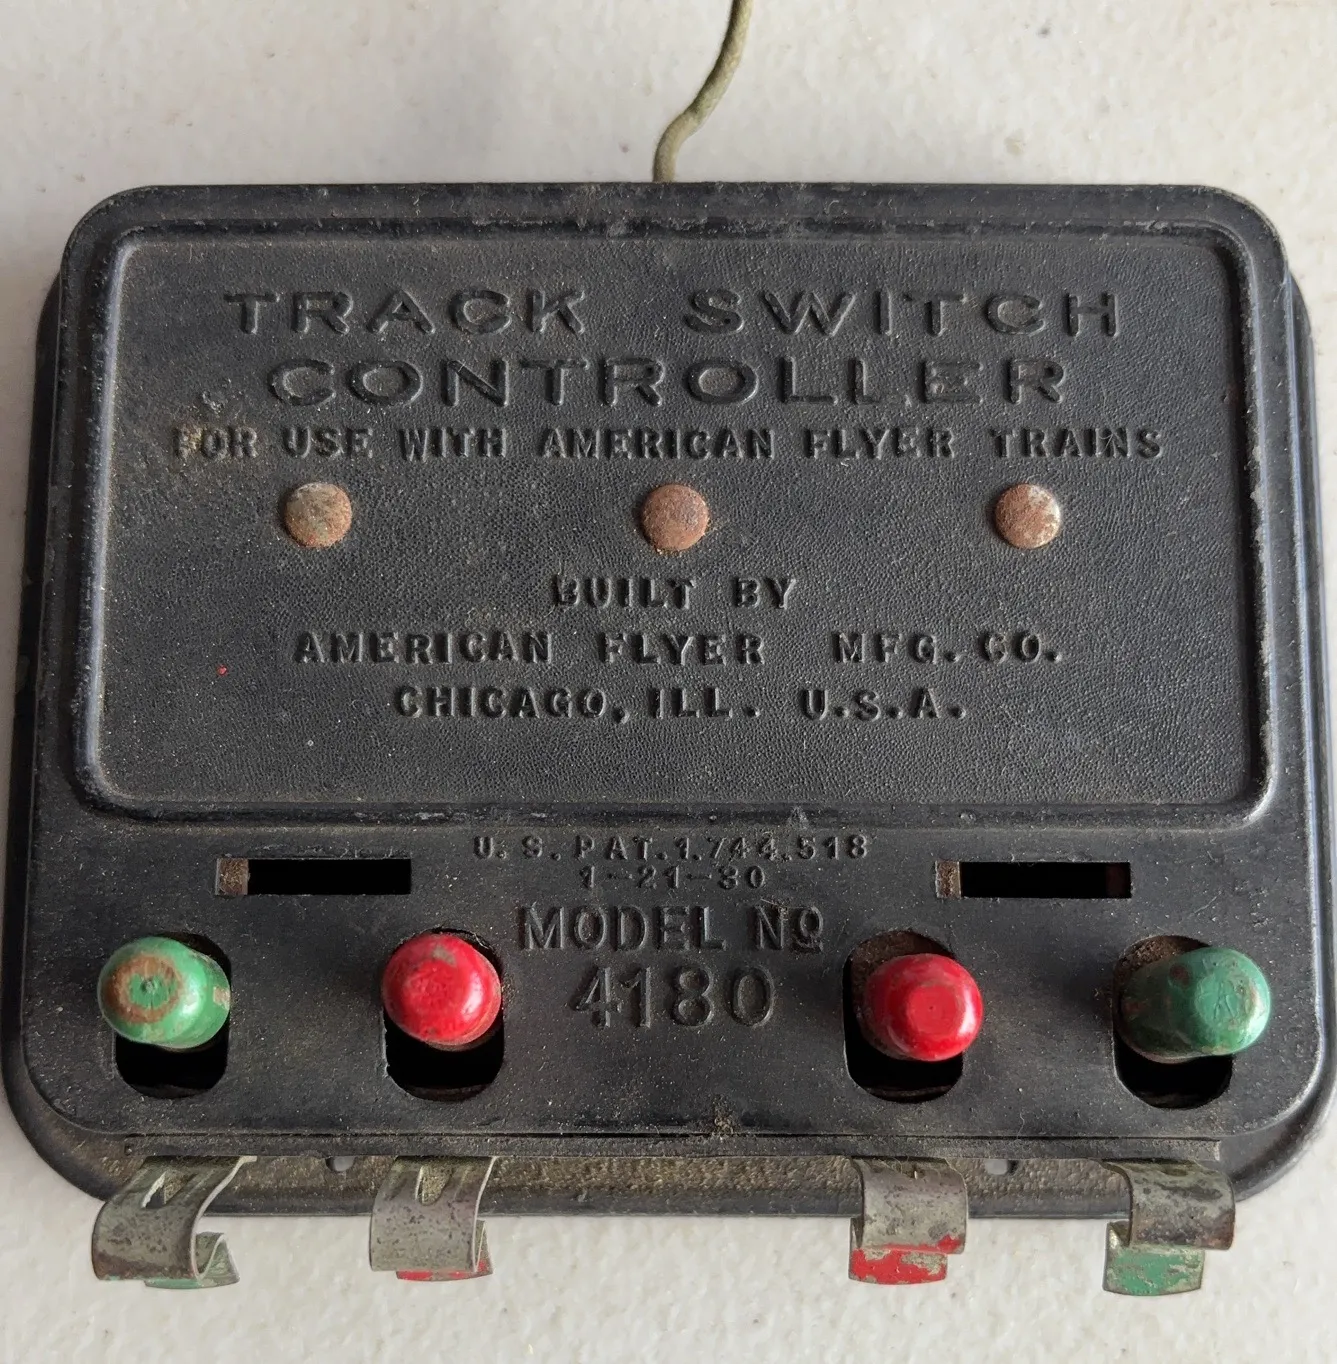 TRACK SWITCH
CONTROLLER
FOR USE WITH AMERICAN FLYER TRAINS
BUILT BY
AMERICAN FLYER MFG. CO.
CHICAGO, ILL. U.S.A.
U.S.PAT.1.744.518
1-21-30
MODEL Nº
4180